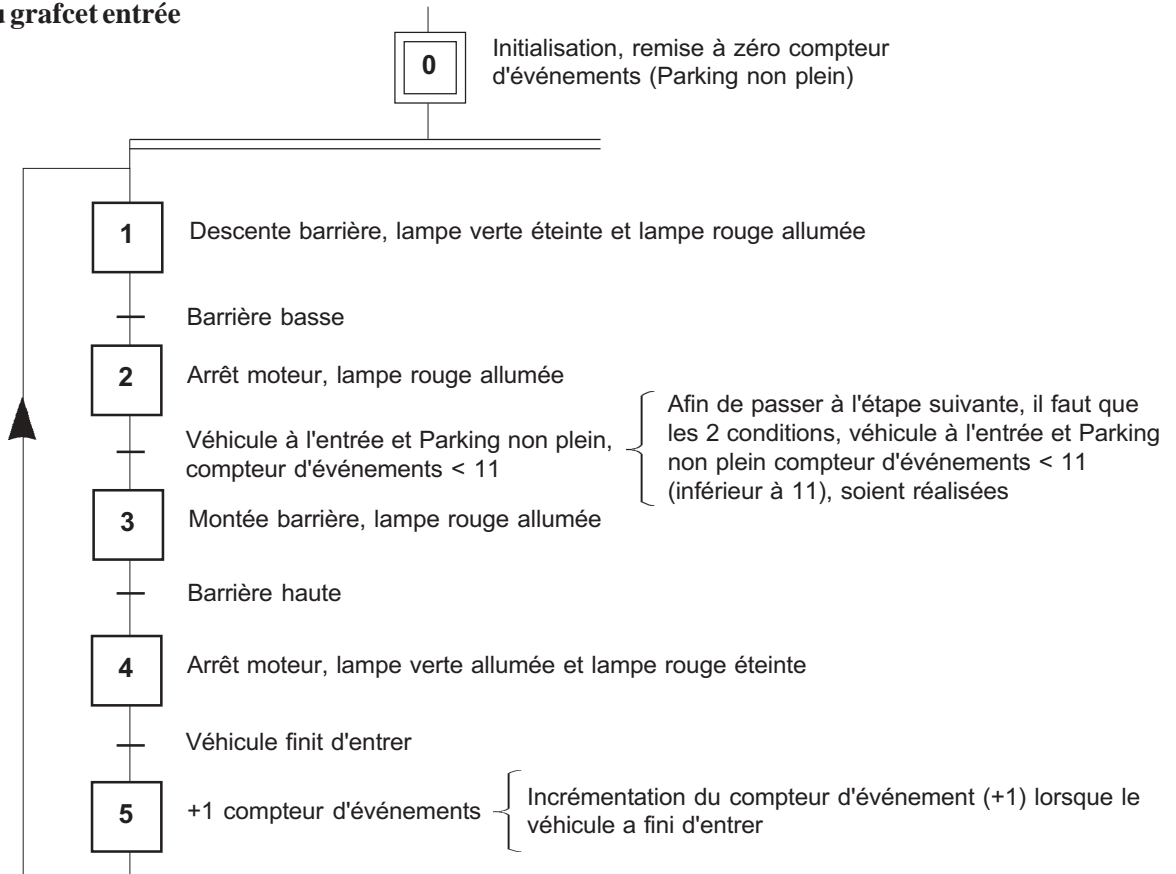 grafcet entrée
0
Initialisation, remise à zéro compteur
d'événements (Parking non plein)
1
Descente barrière, lampe verte éteinte et lampe rouge allumée
Barrière basse
2
Arrêt moteur, lampe rouge allumée
Véhicule à l'entrée et Parking non plein,
compteur d'événements < 11
Afin de passer à l'étape suivante, il faut que
les 2 conditions, véhicule à l'entrée et Parking
non plein compteur d'événements < 11
(inférieur à 11), soient réalisées
3
Montée barrière, lampe rouge allumée
Barrière haute
4
Arrêt moteur, lampe verte allumée et lampe rouge éteinte
Véhicule finit d'entrer
5
+1 compteur d'événements
Incrémentation du compteur d'événement (+1) lorsque le
véhicule a fini d'entrer